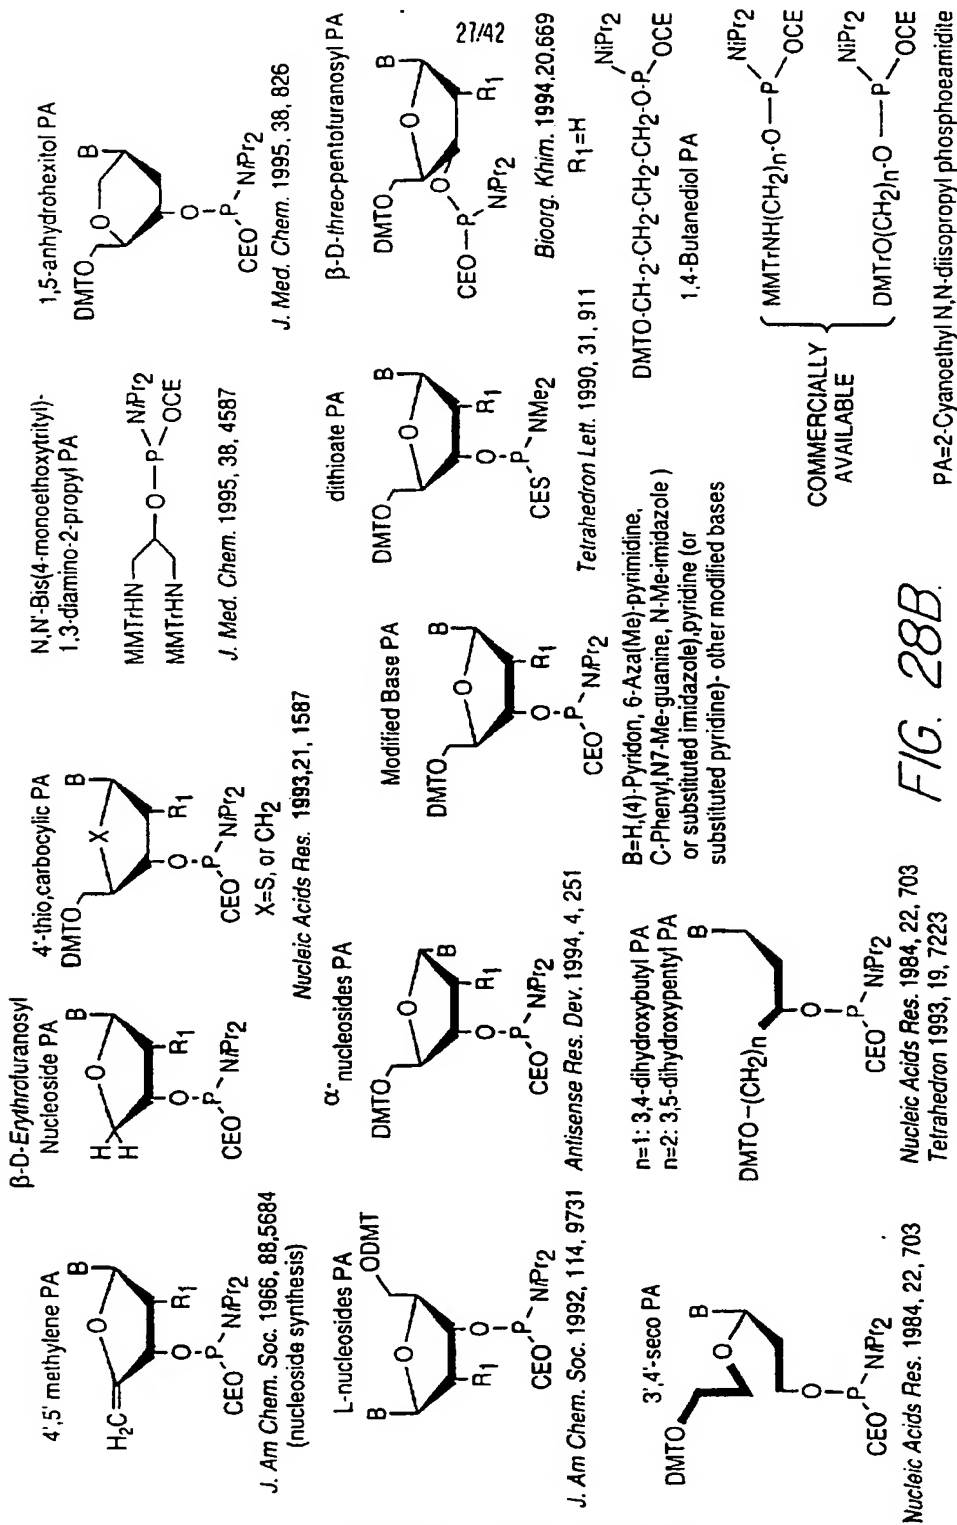 27/42
4',5' methylene PA
H2C
O
B
R1
O
P
CEO
NiPr2
J. Am Chem. Soc. 1966, 88,5684
(nucleoside synthesis)
β-D-Erythrofuranosyl
Nucleoside PA
H
H
O
B
R1
O
P
CEO
NiPr2
4'-thio,carbocylic PA
DMTO
X
B
R1
O
P
CEO
NiPr2
X=S, or CH2
Nucleic Acids Res. 1993,21, 1587
N,N'-Bis(4-monoethoxytrityl)-
1,3-diamino-2-propyl PA
MMTrHN
MMTrHN
O
P
NiPr2
OCE
J. Med. Chem. 1995, 38, 4587
1,5-anhydrohexitol PA
DMTO
O
B
O
P
CEO
NiPr2
J. Med. Chem. 1995, 38, 826
L-nucleosides PA
ODMT
B
O
R1
O
P
CEO
NiPr2
J. Am Chem. Soc. 1992, 114, 9731
α-
nucleosides PA
DMTO
O
B
R1
O
P
CEO
NiPr2
Antisense Res. Dev. 1994, 4, 251
Modified Base PA
DMTO
O
B
R1
O
P
CEO
NiPr2
B=H,(4)-Pyridon, 6-Aza(Me)-pyrimidine,
C-Phenyl,N7-Me-guanine, N-Me-imidazole )
or substituted imidazole),pyridine (or
substituted pyridine)- other modified bases
dithioate PA
DMTO
O
B
R1
O
P
CES
NMe2
Tetrahedron Lett. 1990, 31, 911
β-D-threo-pentofuranosyl PA
DMTO
O
B
R1
O
CEO
P
NiPr2
Bioorg. Khim. 1994,20,669
R1=H
3',4'-seco PA
DMTO
O
B
O
P
CEO
NiPr2
Nucleic Acids Res. 1984, 22, 703
n=1: 3,4-dihydroxybutyl PA
n=2: 3,5-dihydroxypentyl PA
B
DMTO-(CH2)n
O
P
CEO
NiPr2
Nucleic Acids Res. 1984, 22, 703
Tetrahedron 1993, 19, 7223
DMTO-CH-2-CH2-CH2-CH2-O-P
NiPr2
OCE
1,4-Butanediol PA
COMMERCIALLY
AVAILABLE
MMTrNH(CH2)n-O-P
NiPr2
OCE
DMTrO(CH2)n-O-P
NiPr2
OCE
PA=2-Cyanoethyl N,N-diisopropyl phosphoeamidite
FIG. 28B.